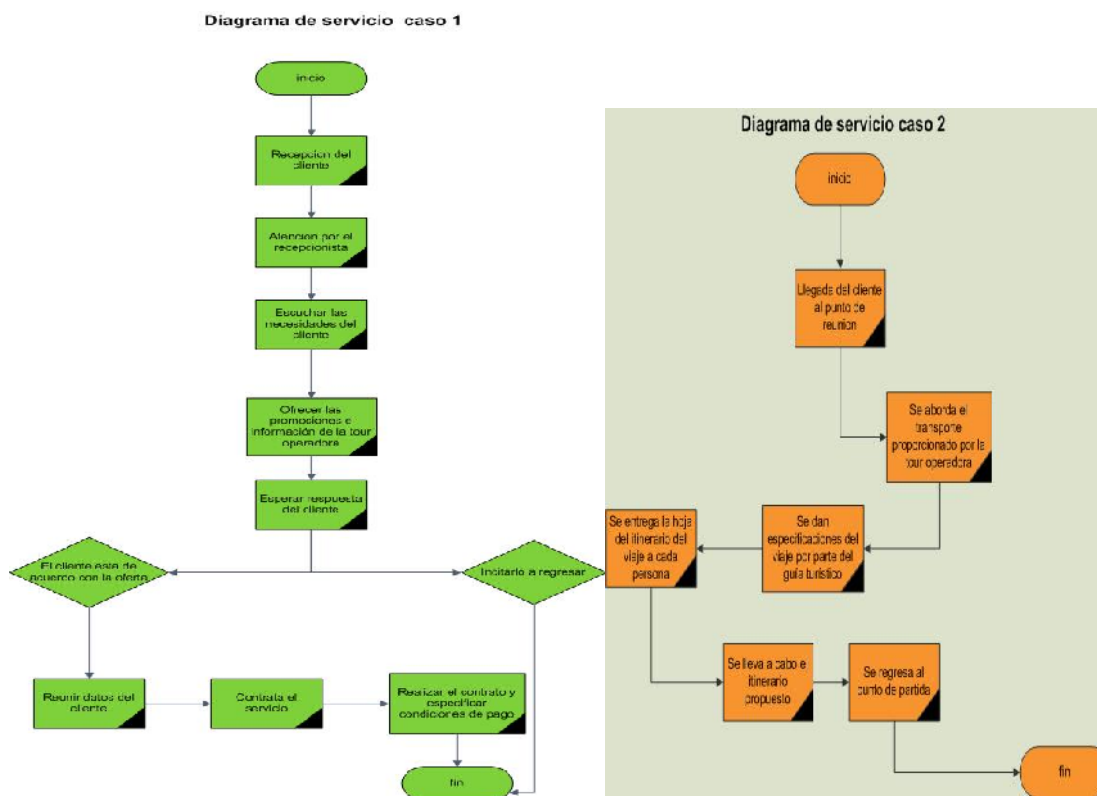 Diagrama de servicio caso 1
inicio
Recepcion del
cliente
Atencion por el
recepcionista
Escuchar las
necesidades del
cliente
Ofrecer las
promociones e
información de la tour
operadora
Esperar respuesta
del cliente
El cliente esta de
acuerdo con la oferta
Incitarlo a regresar
Reunir datos del
cliente
Contrata el
servicio
Realizar el contrato y
especificar
condiciones de pago
fin
Diagrama de servicio caso 2
inicio
Llegada del cliente
al punto de
reunion
Se aborda el
transporte
proporcionado por la
tour operadora
Se dan
especificaciones del
viaje por parte del
guía turístico
Se entrega la hoja
del itinerario del
viaje a cada
persona
Se lleva a cabo e
itinerario
propuesto
Se regresa al
punto de partida
fin